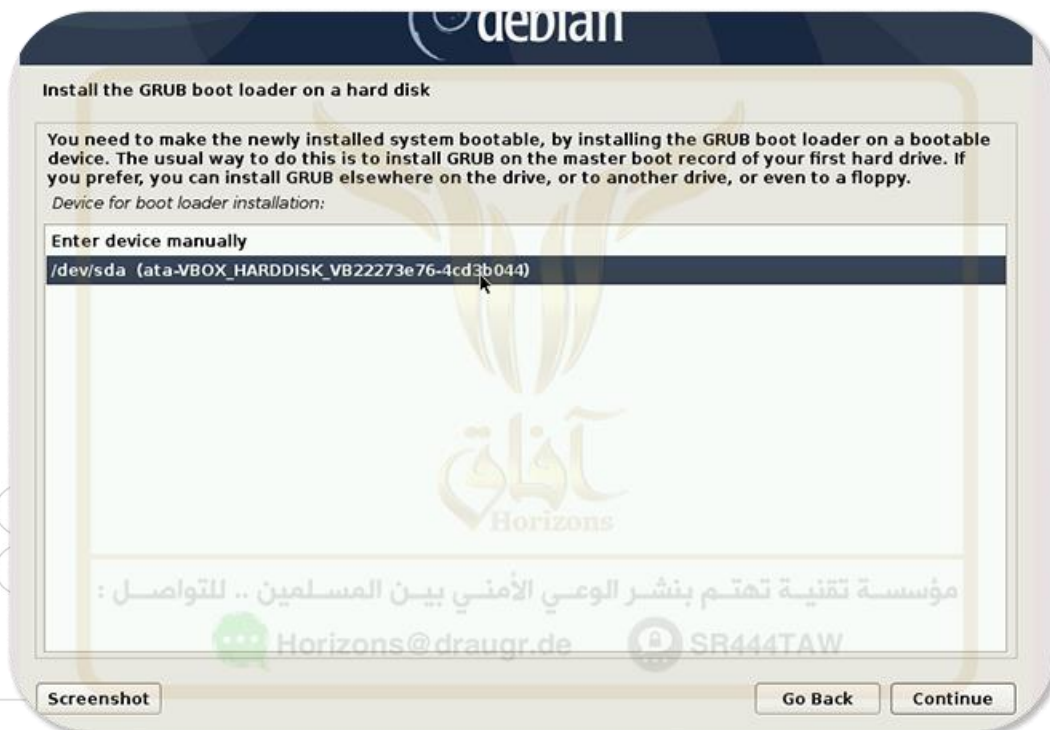 debian
Install the GRUB boot loader on a hard disk
You need to make the newly installed system bootable, by installing the GRUB boot loader on a bootable
device. The usual way to do this is to install GRUB on the master boot record of your first hard drive. If
you prefer, you can install GRUB elsewhere on the drive, or to another drive, or even to a floppy.
Device for boot loader installation:
Enter device manually
/dev/sda (ata-VBOX_HARDDISK_VB22273e76-4cd3b044)
آفاق
Horizons
مؤسسة تقنية تهتم بنشر الوعي الأمني بين المسلمين .. للتواصل :
Horizons@draugr.de SR444TAW
Screenshot Go Back Continue